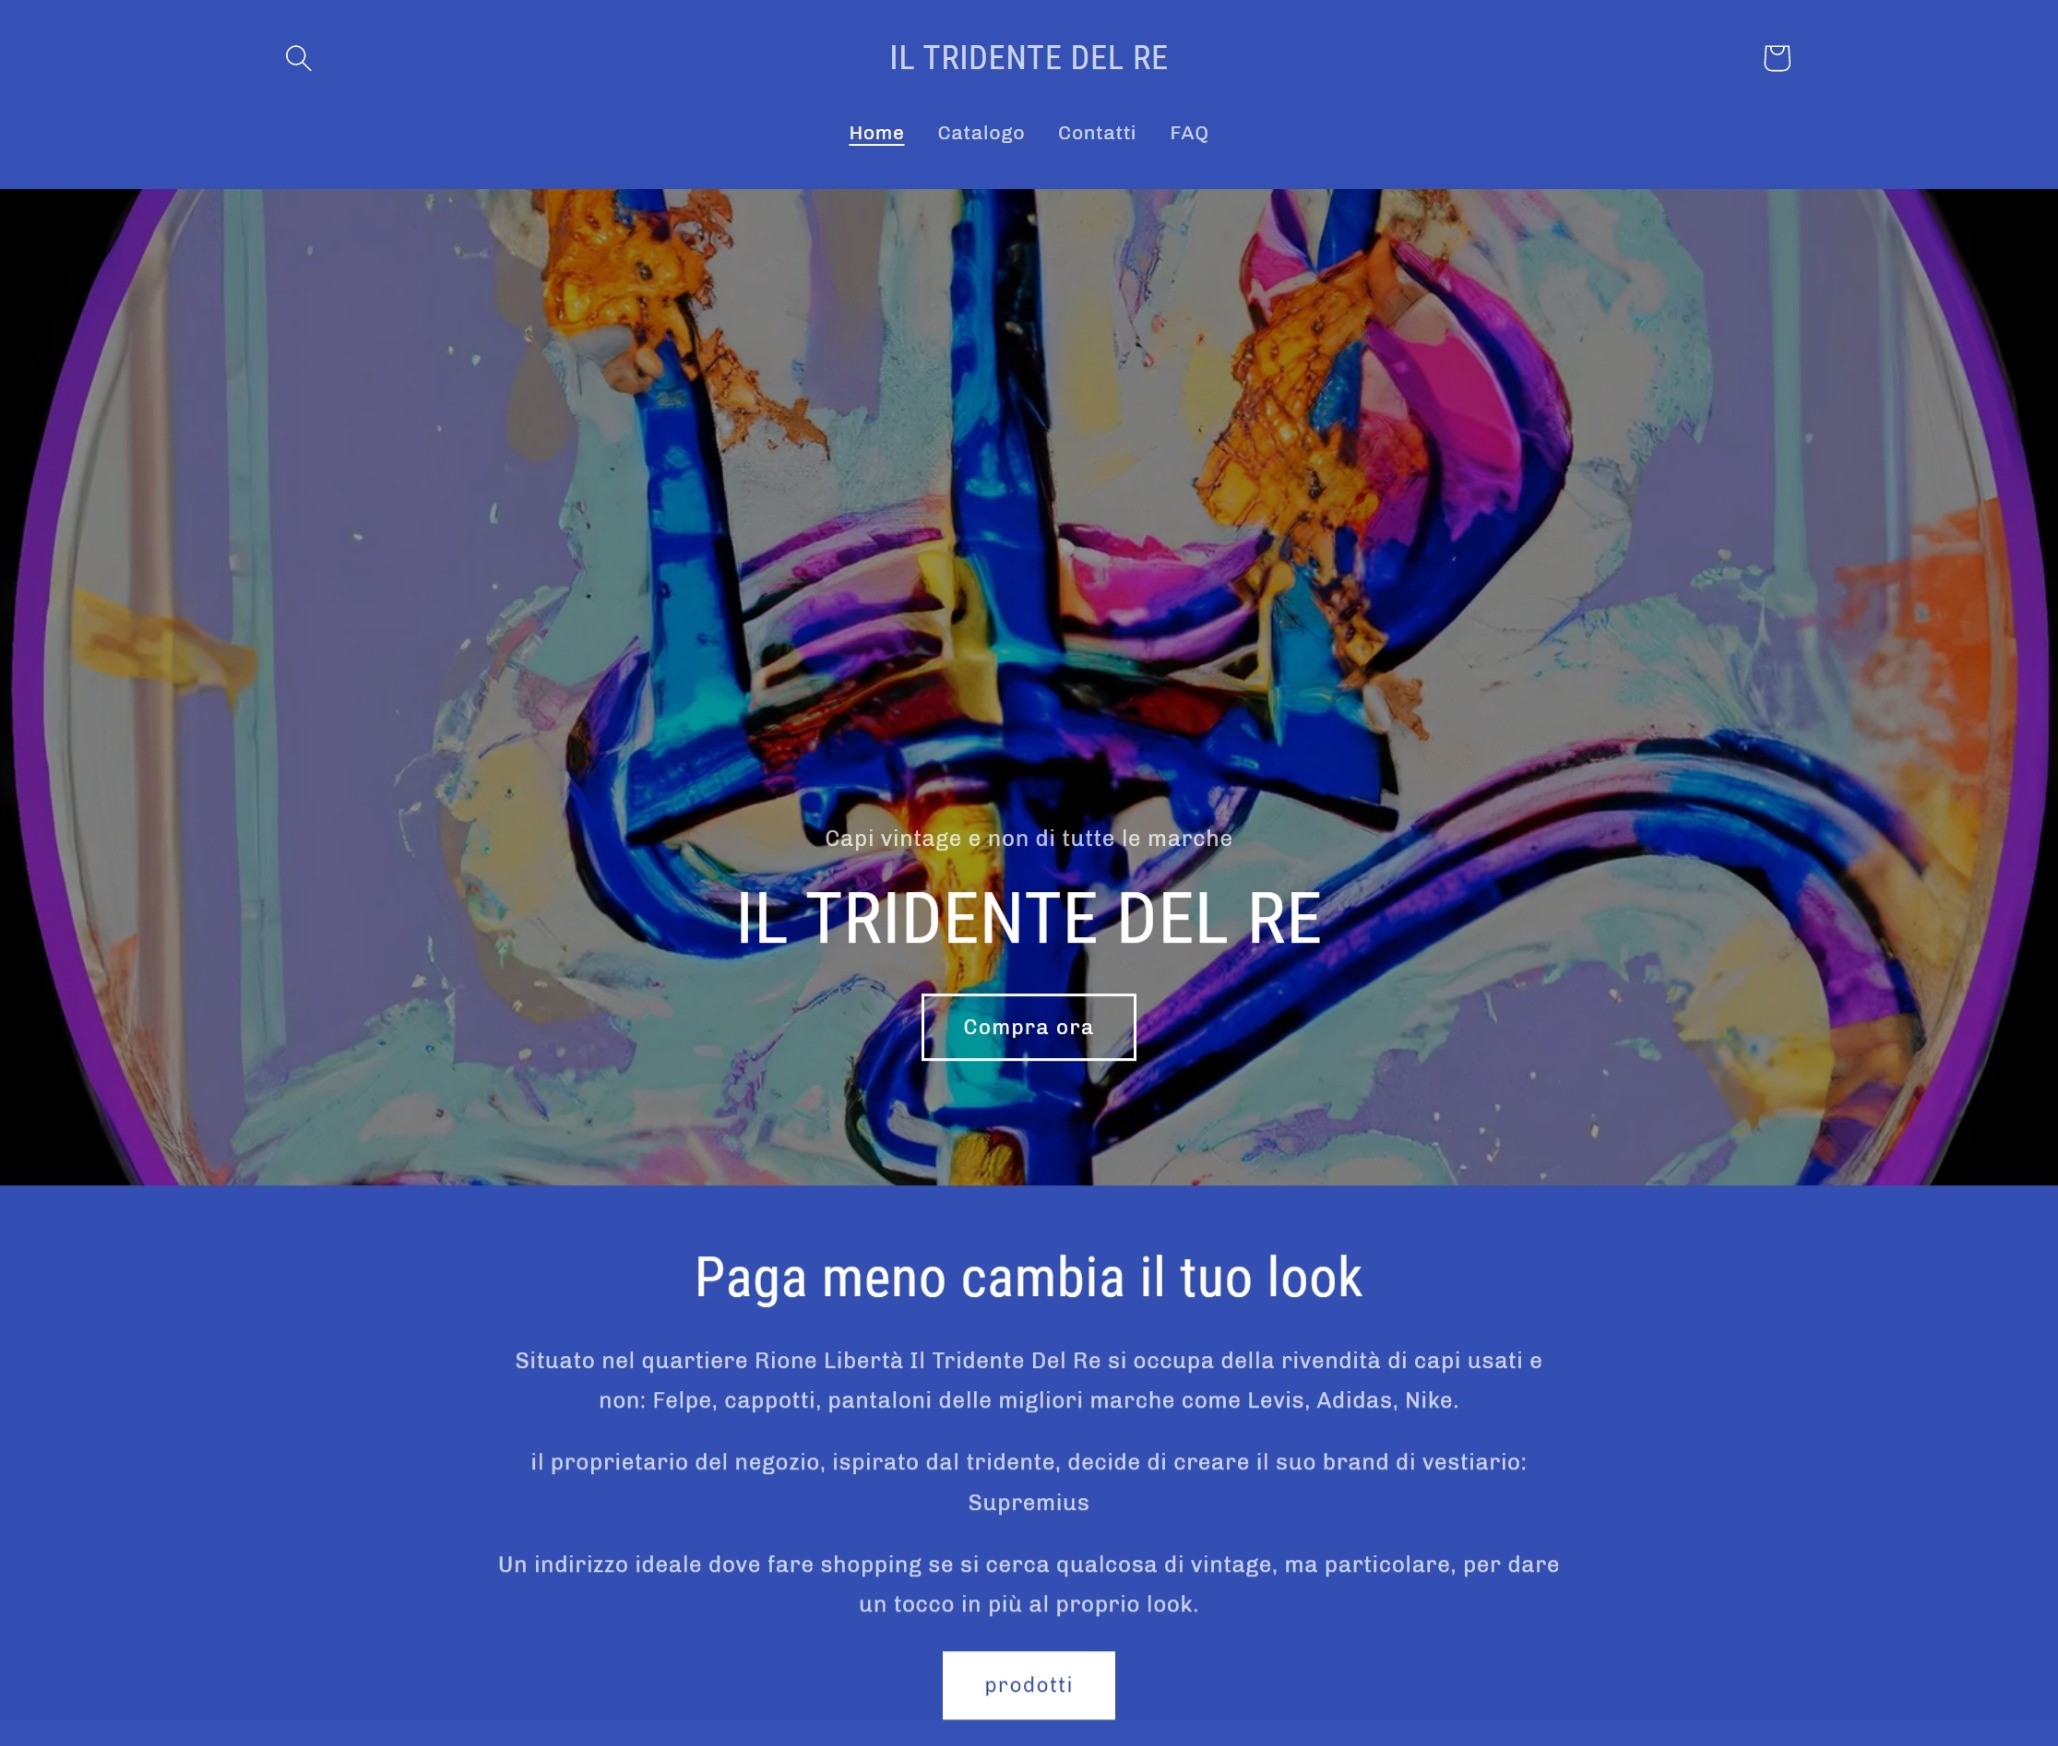 IL TRIDENTE DEL RE
Home Catalogo Contatti FAQ
Capi vintage e non di tutte le marche
IL TRIDENTE DEL RE
Compra ora
Paga meno cambia il tuo look
Situato nel quartiere Rione Libertà Il Tridente Del Re si occupa della rivendità di capi usati e
non: Felpe, cappotti, pantaloni delle migliori marche come Levis, Adidas, Nike.
il proprietario del negozio, ispirato dal tridente, decide di creare il suo brand di vestiario:
Supremius
Un indirizzo ideale dove fare shopping se si cerca qualcosa di vintage, ma particolare, per dare
un tocco in più al proprio look.
prodotti